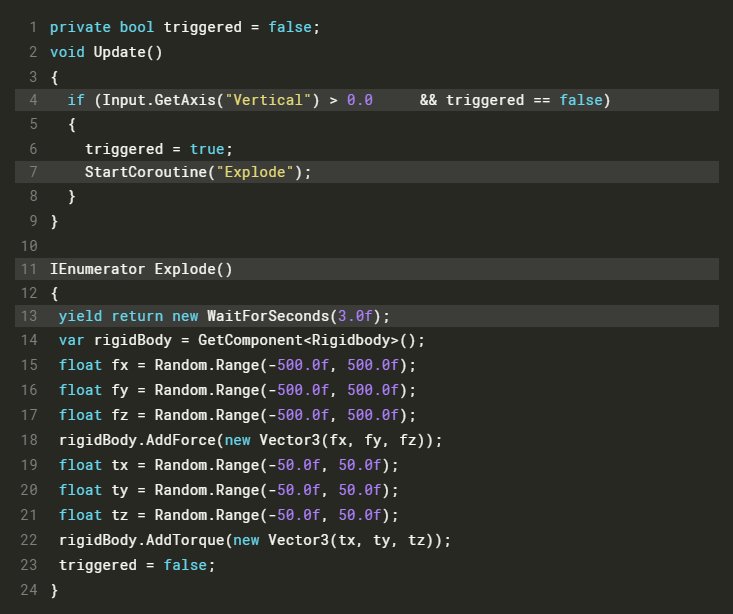 1 private bool triggered = false;
2 void Update()
3 {
4   if (Input.GetAxis("Vertical") > 0.0     && triggered == false)
5   {
6     triggered = true;
7     StartCoroutine("Explode");
8   }
9 }
10
11 IEnumerator Explode()
12 {
13  yield return new WaitForSeconds(3.0f);
14  var rigidBody = GetComponent<Rigidbody>();
15  float fx = Random.Range(-500.0f, 500.0f);
16  float fy = Random.Range(-500.0f, 500.0f);
17  float fz = Random.Range(-500.0f, 500.0f);
18  rigidBody.AddForce(new Vector3(fx, fy, fz));
19  float tx = Random.Range(-50.0f, 50.0f);
20  float ty = Random.Range(-50.0f, 50.0f);
21  float tz = Random.Range(-50.0f, 50.0f);
22  rigidBody.AddTorque(new Vector3(tx, ty, tz));
23  triggered = false;
24 }